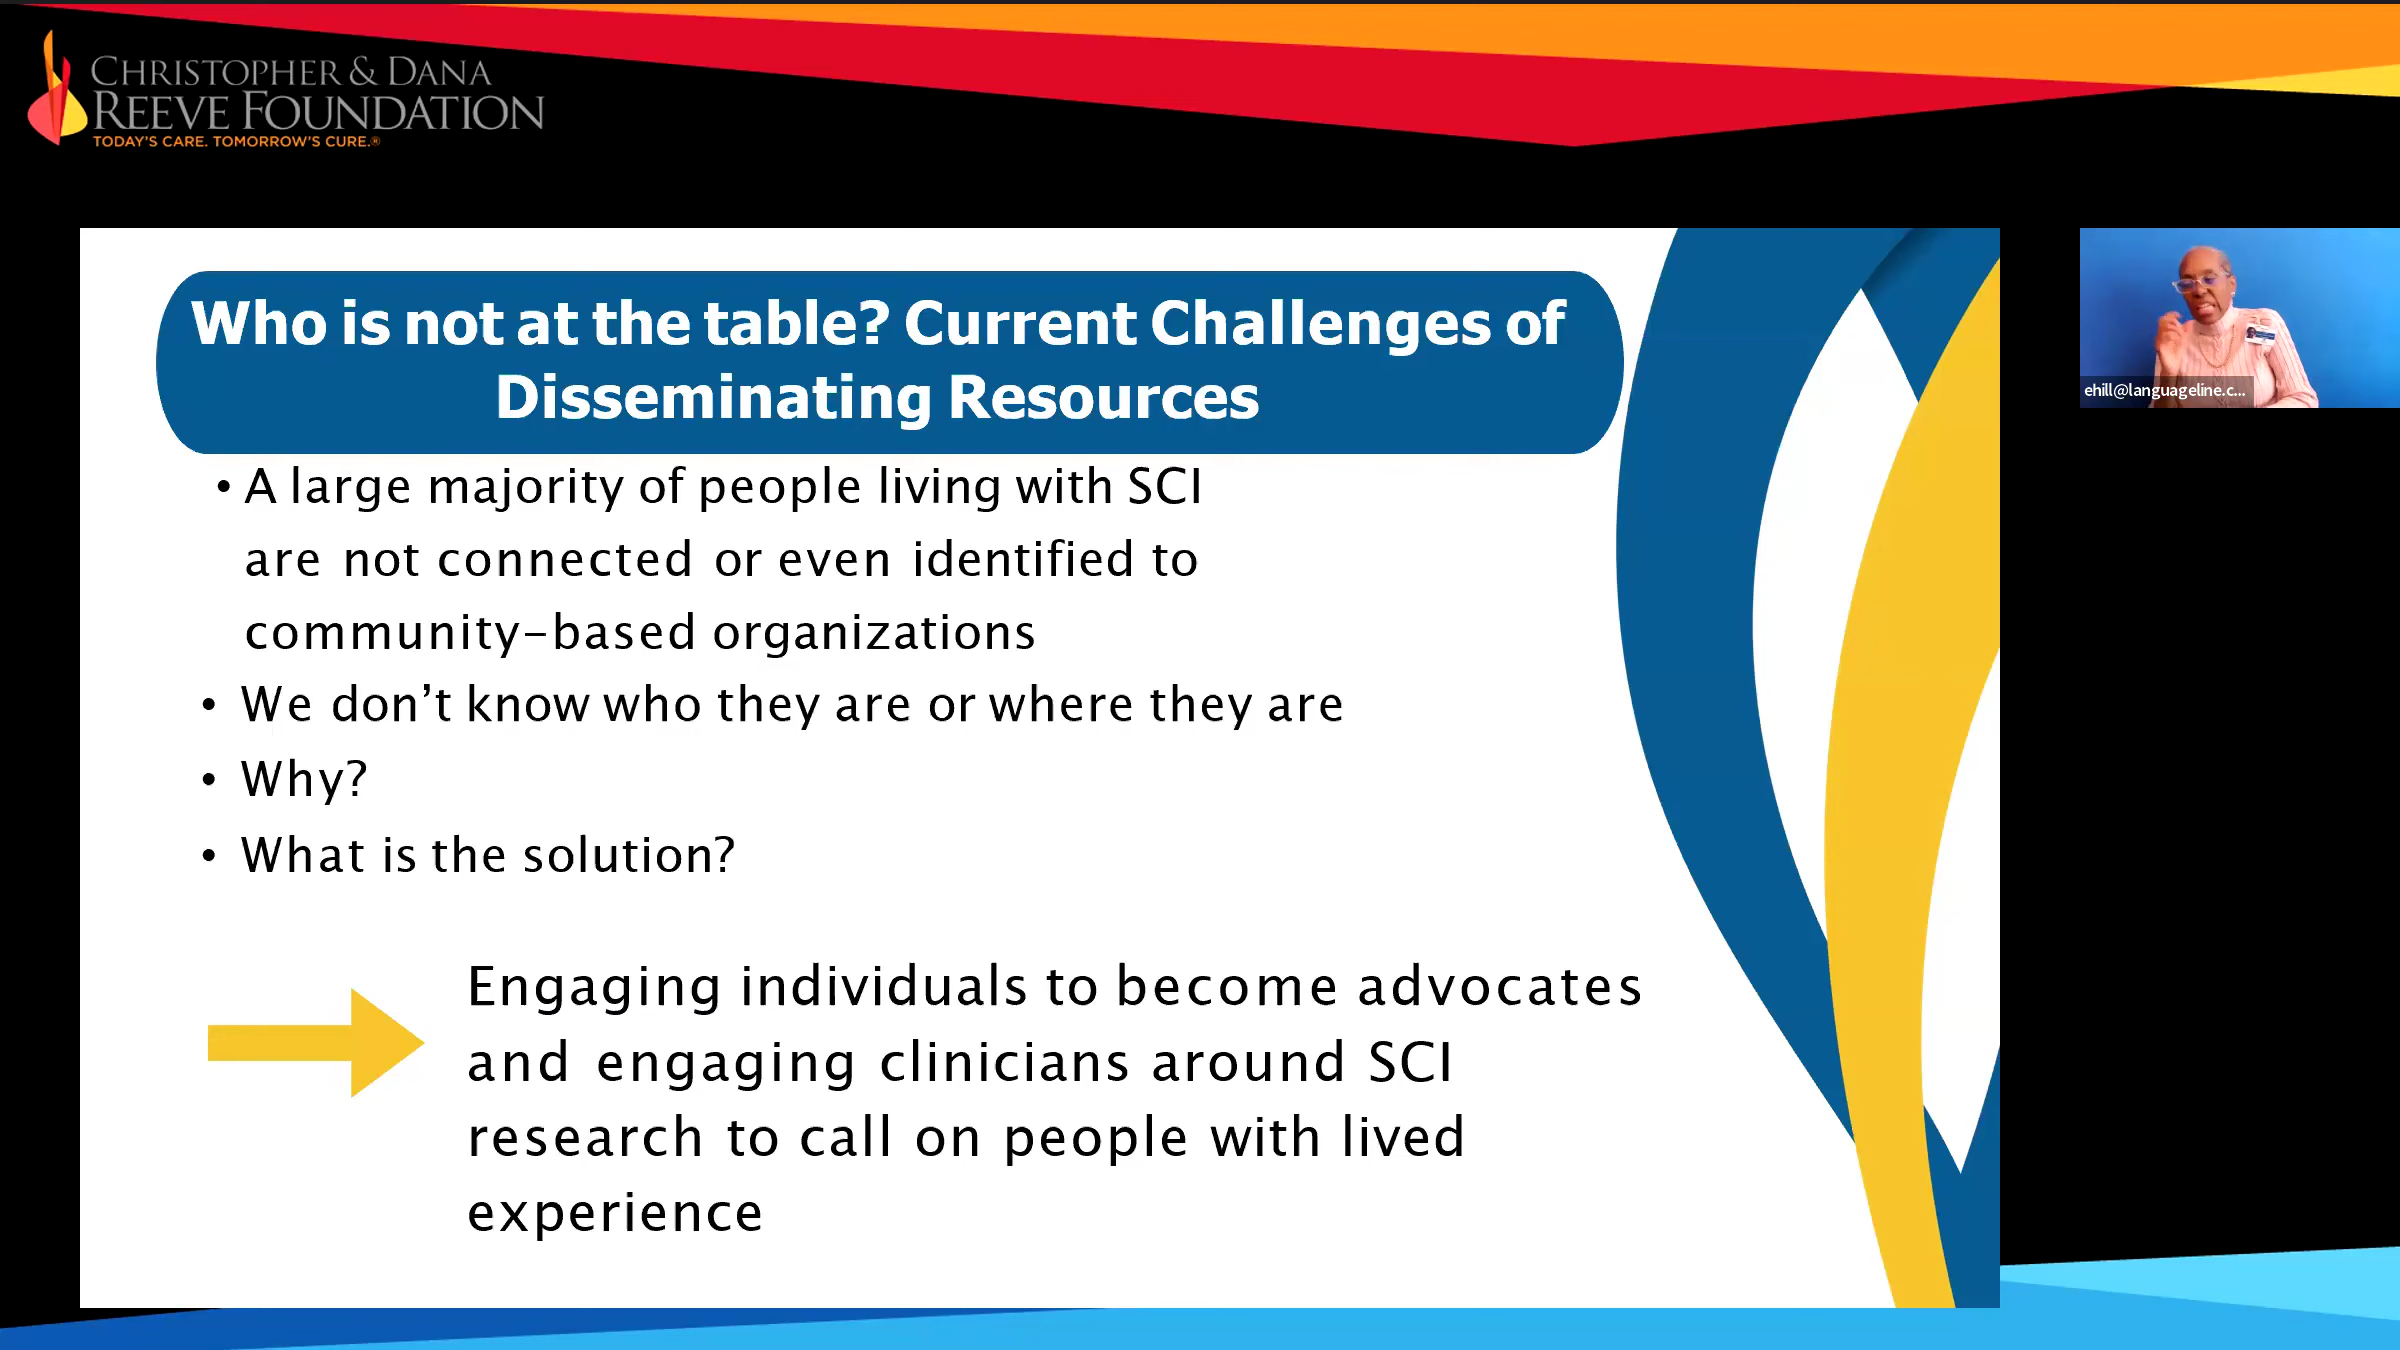 CHRISTOPHER & DANA
REEVE FOUNDATION
TODAY'S CARE. TOMORROW'S CURE.®
Who is not at the table? Current Challenges of
Disseminating Resources
• A large majority of people living with SCI
are not connected or even identified to
community-based organizations
• We don’t know who they are or where they are
• Why?
• What is the solution?
Engaging individuals to become advocates
and engaging clinicians around SCI
research to call on people with lived
experience
ehill@languageline.c...